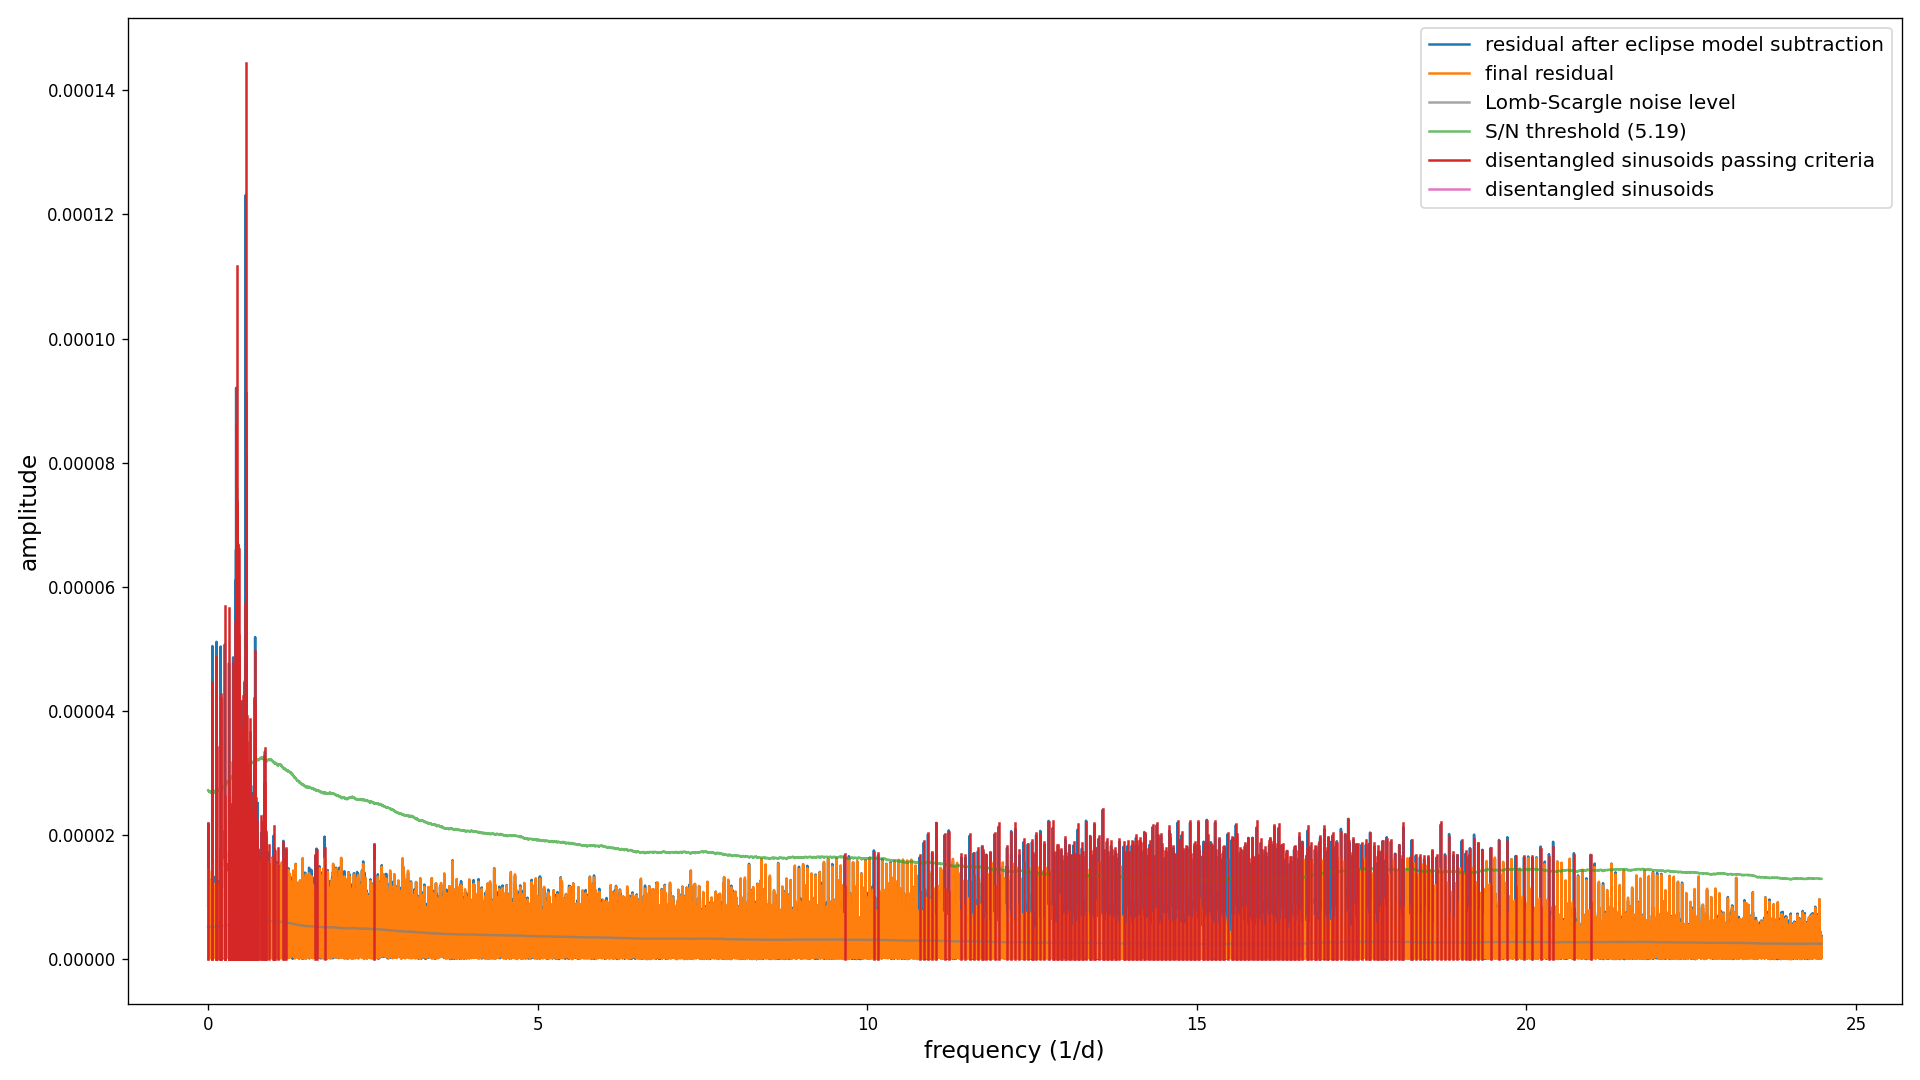 residual after eclipse model subtraction
final residual
Lomb-Scargle noise level
S/N threshold (5.19)
disentangled sinusoids passing criteria
disentangled sinusoids
0.00014
0.00012
0.00010
0.00008
0.00006
0.00004
0.00002
0.00000
amplitude
0 5 10 15 20 25
frequency (1/d)